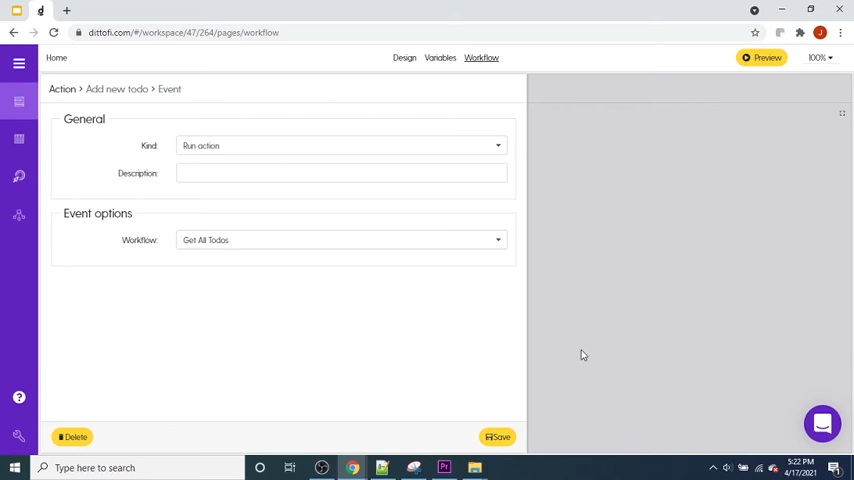 dittofi.com/#/workspace/47/264/pages/workflow
J
Home
Design
Variables
Workflow
Preview
100%
Action > Add new todo > Event
General
Kind:
Run action
Description:
Event options
Workflow:
Get All Todos
Delete
Save
Type here to search
Pr
5:22 PM
4/17/2021